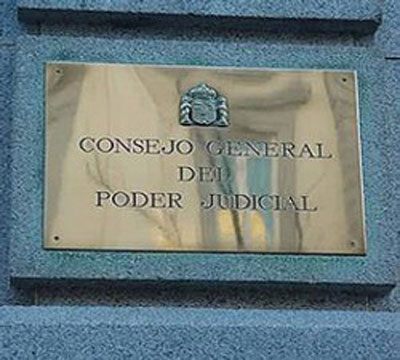 CONSEJO GENERAL
DEL
PODER JUDICIAL